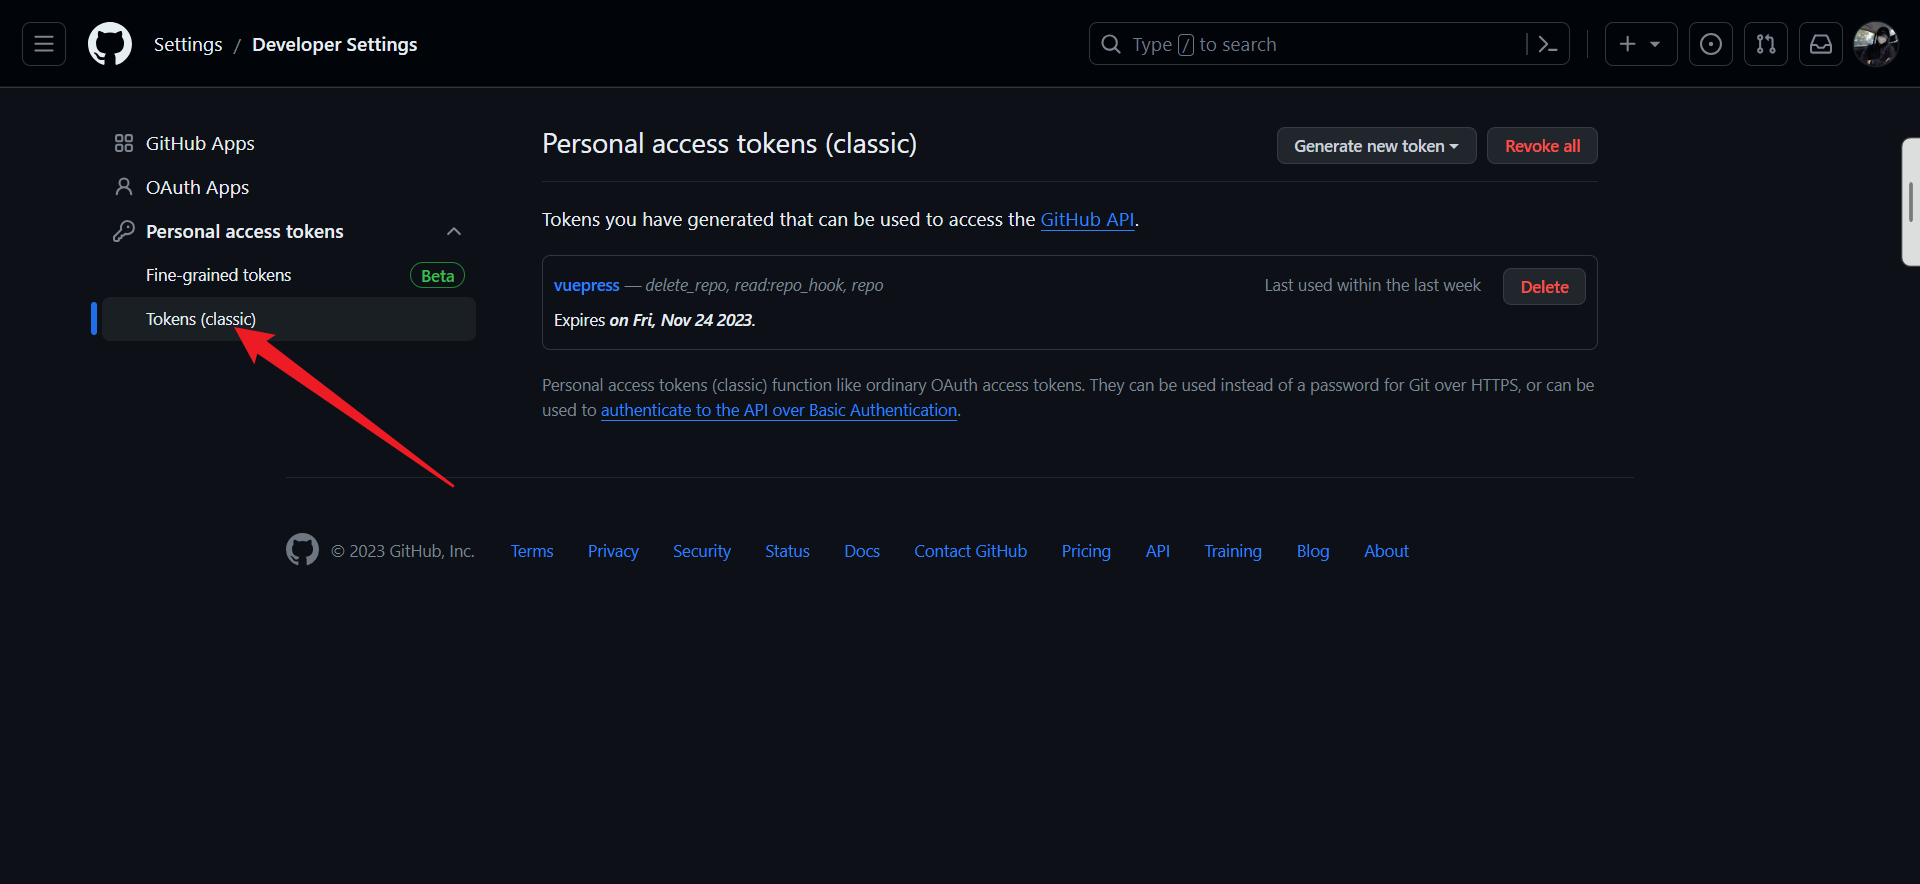 Settings / Developer Settings
Type / to search
GitHub Apps
OAuth Apps
Personal access tokens
Fine-grained tokens Beta
Tokens (classic)
Personal access tokens (classic)
Generate new token
Revoke all
Tokens you have generated that can be used to access the GitHub API.
vuepress — delete_repo, read:repo_hook, repo
Last used within the last week
Delete
Expires on Fri, Nov 24 2023.
Personal access tokens (classic) function like ordinary OAuth access tokens. They can be used instead of a password for Git over HTTPS, or can be
used to authenticate to the API over Basic Authentication.
© 2023 GitHub, Inc. Terms Privacy Security Status Docs Contact GitHub Pricing API Training Blog About